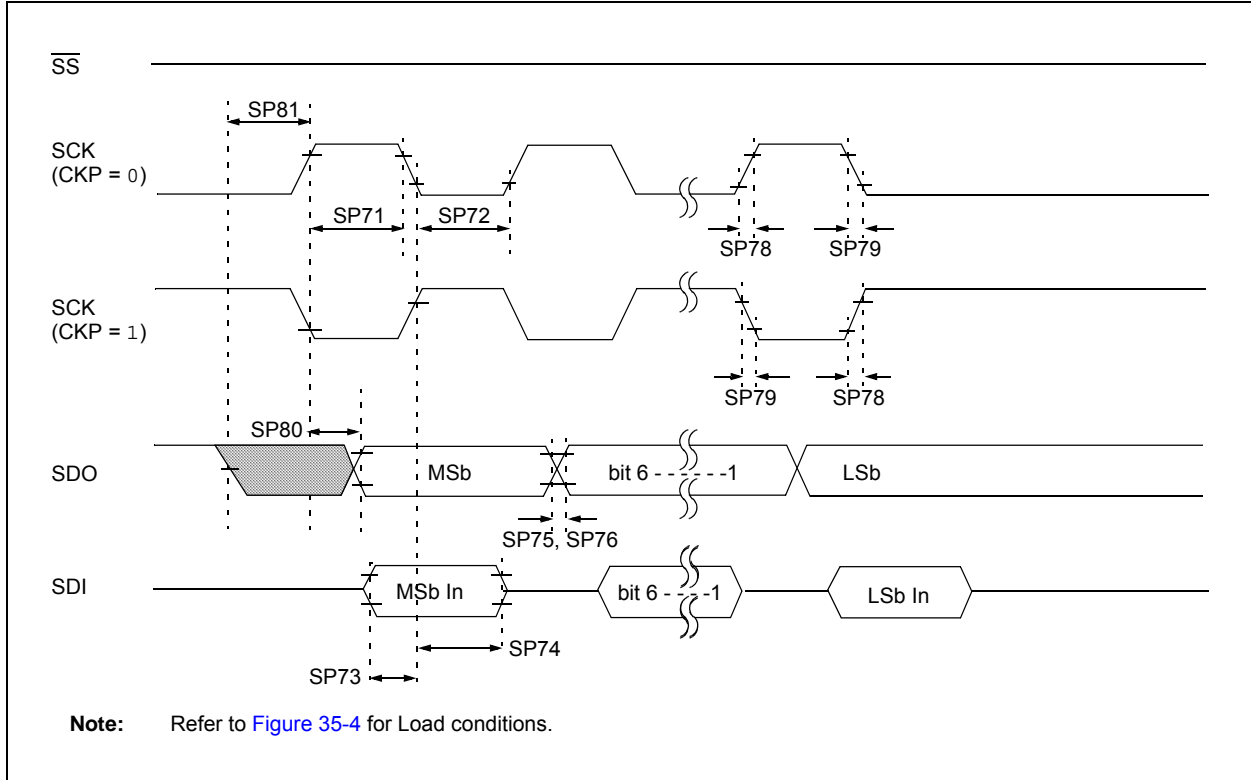 SS
SP81
SCK
(CKP = 0)
SP71
SP72
SP78
SP79
SCK
(CKP = 1)
SP79
SP78
SP80
SDO
MSb
bit 6 - - - - - -1
LSb
SP75, SP76
SDI
MSb In
bit 6 - - - -1
LSb In
SP74
SP73
Note: Refer to Figure 35-4 for Load conditions.